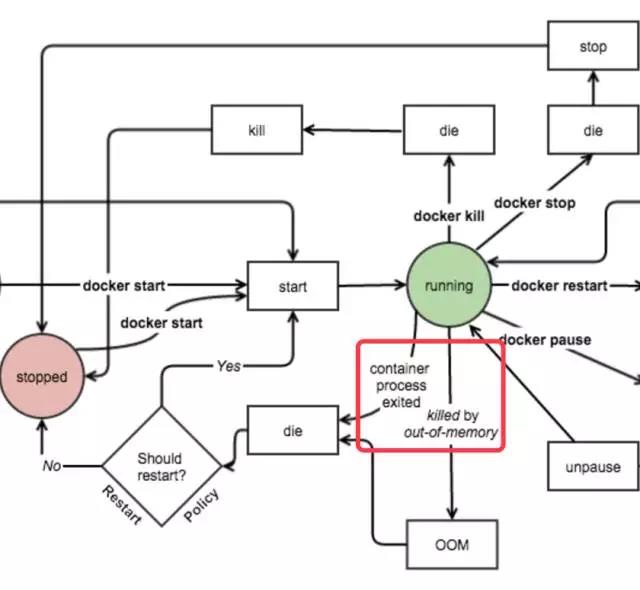 stop
kill
die
die
docker kill
docker stop
docker start
start
running
docker restart
docker start
docker pause
stopped
Yes
container
process
exited
killed by
out-of-memory
die
Should
restart?
No
Restart
Policy
unpause
OOM